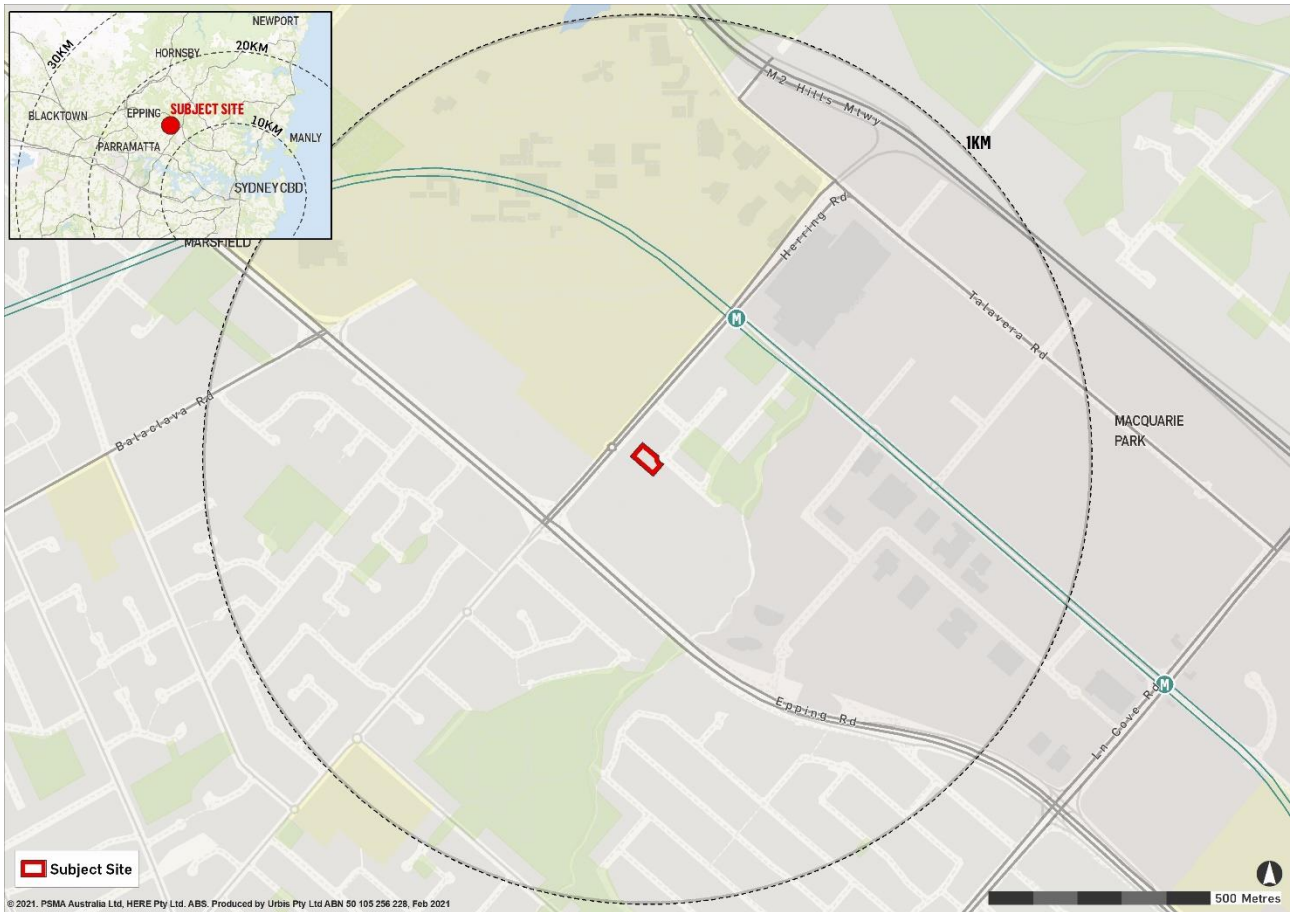 NEWPORT
30KM
20KM
HORNSBY
BLACKTOWN
EPPING
SUBJECT SITE
10KM
MANLY
PARRAMATTA
SYDNEY CBD
MARSFIELD
M2 Hills Mtwy
1KM
Herring Rd
M
Talavera Rd
Balaclava Rd
MACQUARIE
PARK
M
Epping Rd
Ln Cove Rd
Subject Site
500 Metres
© 2021. PSMA Australia Ltd, HERE Pty Ltd. ABS. Produced by Urbis Pty Ltd ABN 50 105 256 228, Feb 2021